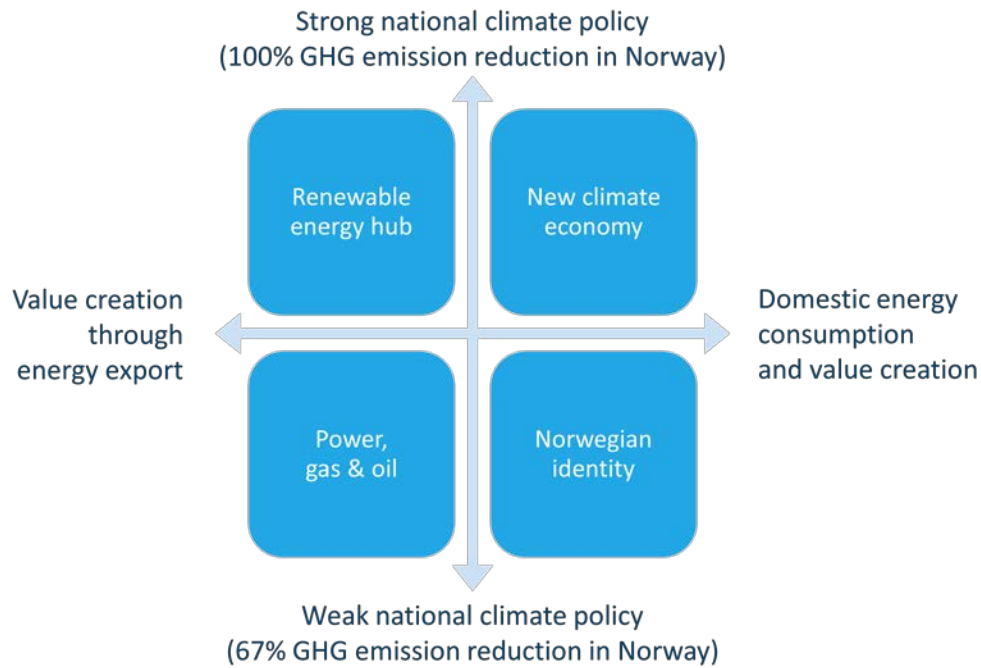 Strong national climate policy
(100% GHG emission reduction in Norway)
Renewable
energy hub
New climate
economy
Value creation
through
energy export
Domestic energy
consumption
and value creation
Power,
gas & oil
Norwegian
identity
Weak national climate policy
(67% GHG emission reduction in Norway)